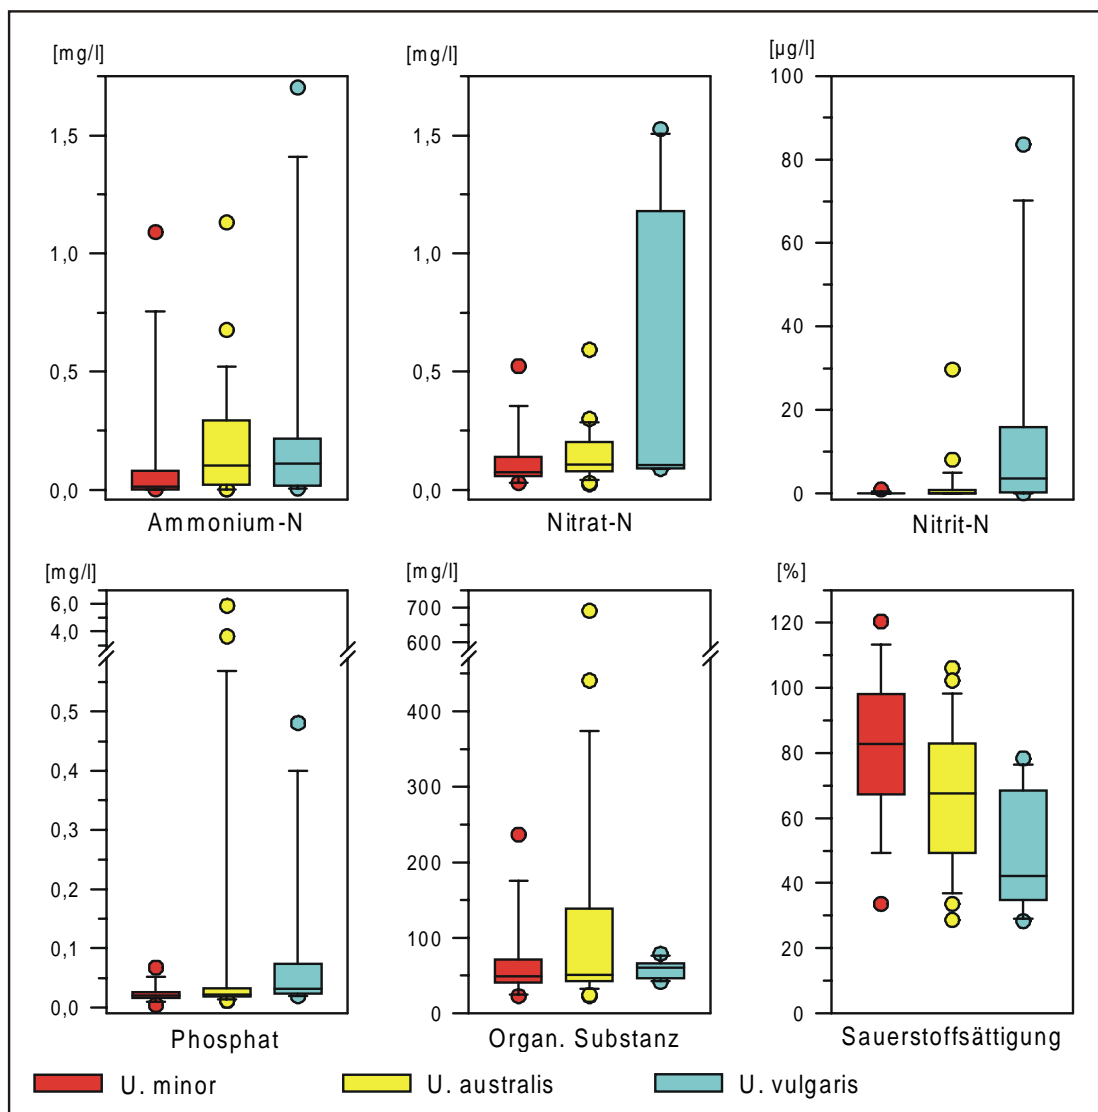 [mg/l] [mg/l] [µg/l]
1,5 1,5 100
1,0 1,0 80
0,5 0,5 60
0,0 0,0 40
20
0
Ammonium-N Nitrat-N Nitrit-N
[mg/l] [mg/l] [%]
6,0 700 120
4,0 600 100
0,5 400 80
0,4 300 60
0,3 200 40
0,2 100 20
0,1 0 0
0,0
Phosphat Organ. Substanz Sauerstoffsättigung
U. minor U. australis U. vulgaris